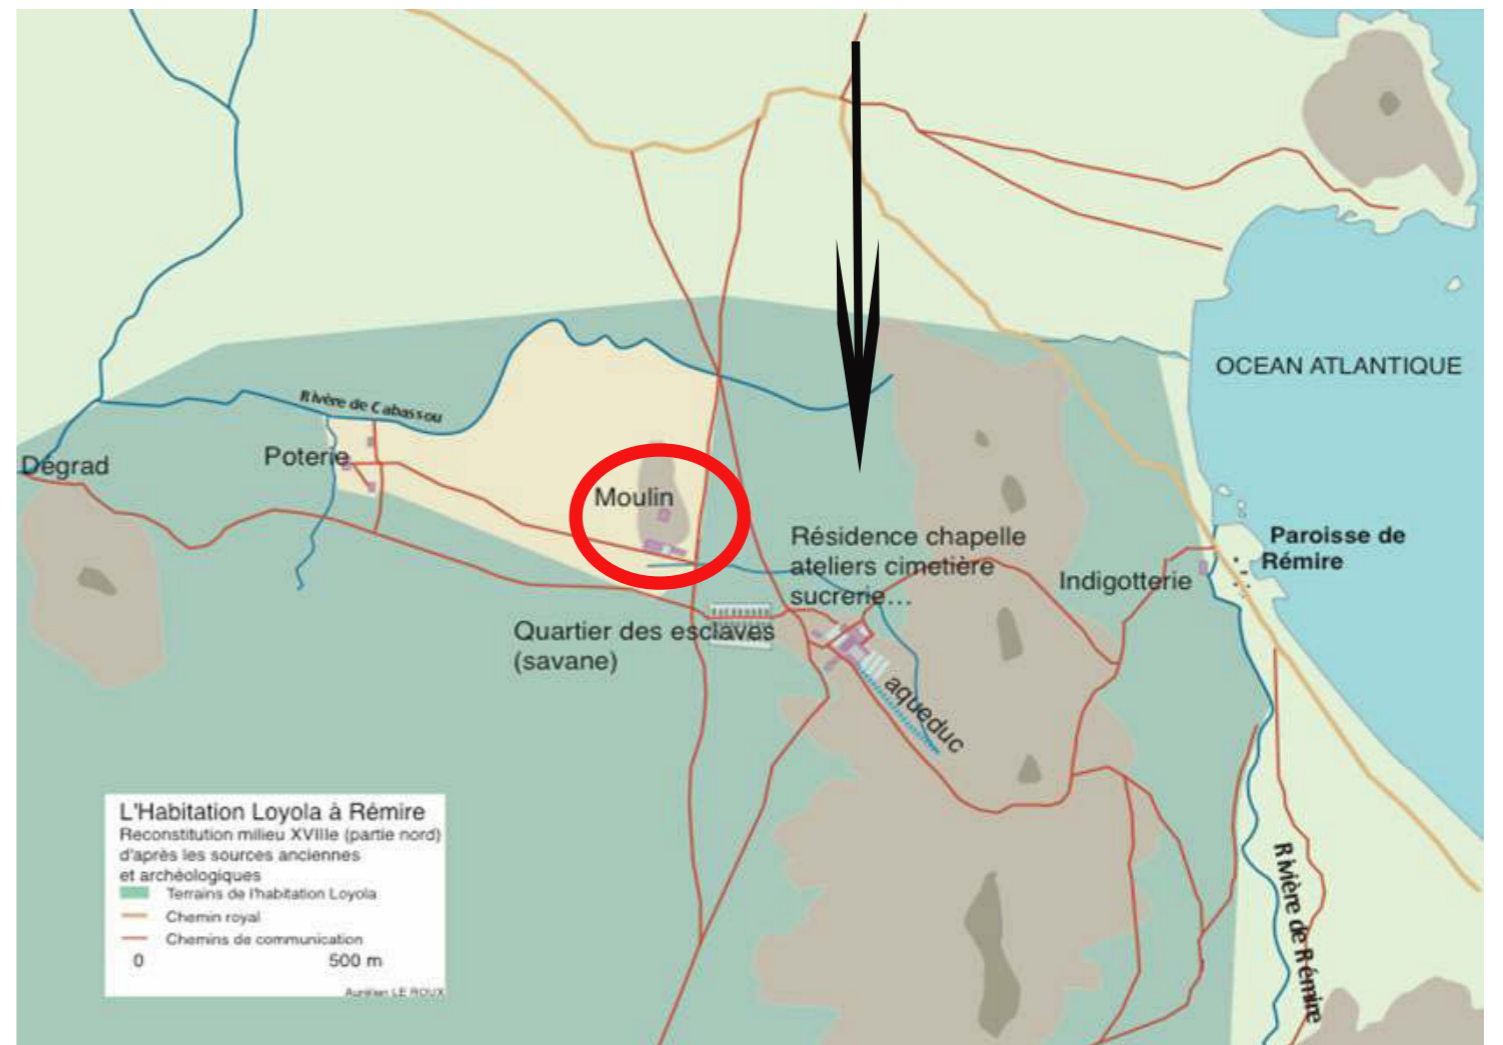 OCEAN ATLANTIQUE
Rivère de Cabassou
Degrad
Poterie
Moulin
Résidence chapelle
ateliers cimetière
sucrerie...
Paroisse de
Rémire
Indigotterie
Quartier des esclaves
(savane)
aqueduc
Rivière de Rémire
L'Habitation Loyola à Rémire
Reconstitution milieu XVIIIe (partie nord)
d'après les sources anciennes
et archéologiques
Terrains de l'habitation Loyola
Chemin royal
Chemins de communication
0 500 m
Aurélien LE ROUX